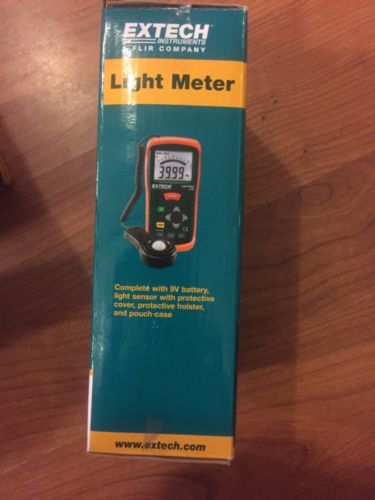 EXTECH
INSTRUMENTS
A FLIR COMPANY
Light Meter
3999
EXTECH
Complete with 9V battery,
light sensor with protective
cover, protective holster,
and pouch case
www.extech.com